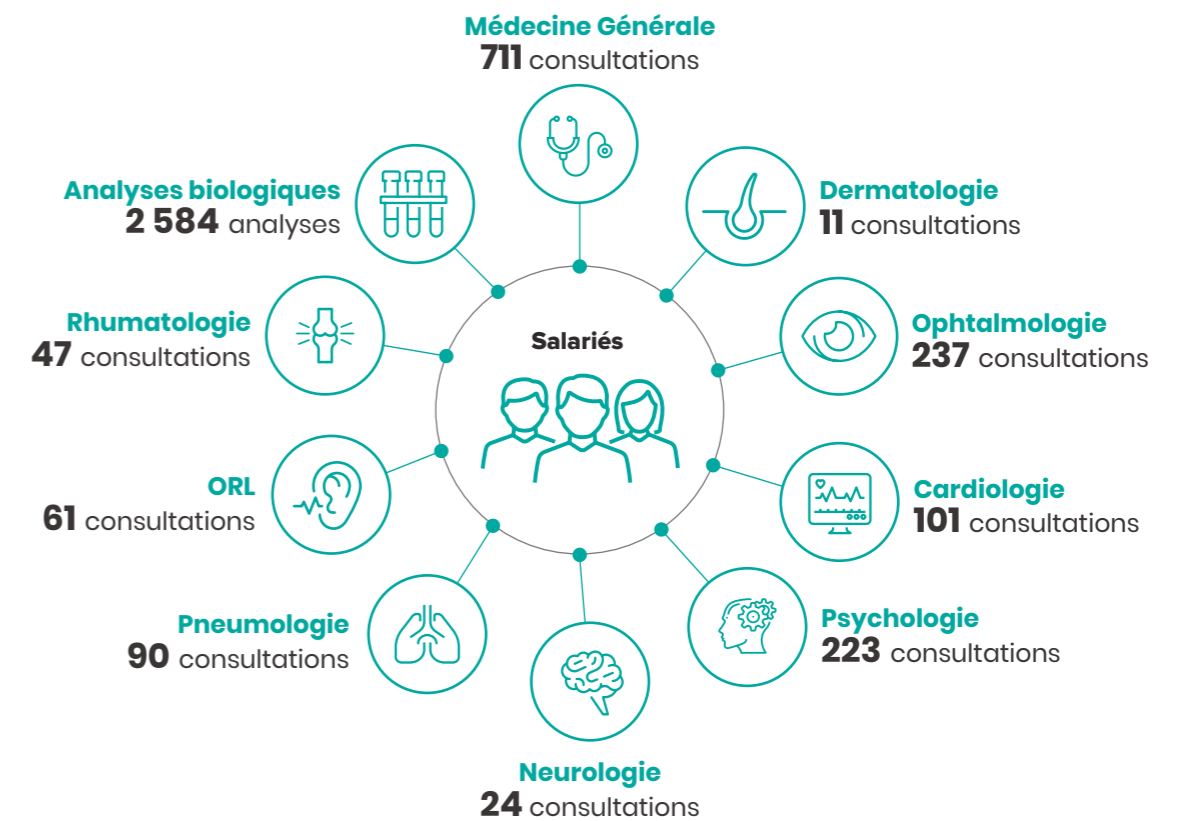 Médecine Générale
711 consultations
Analyses biologiques
2 584 analyses
Dermatologie
11 consultations
Rhumatologie
47 consultations
Salariés
Ophtalmologie
237 consultations
ORL
61 consultations
Cardiologie
101 consultations
Pneumologie
90 consultations
Psychologie
223 consultations
Neurologie
24 consultations